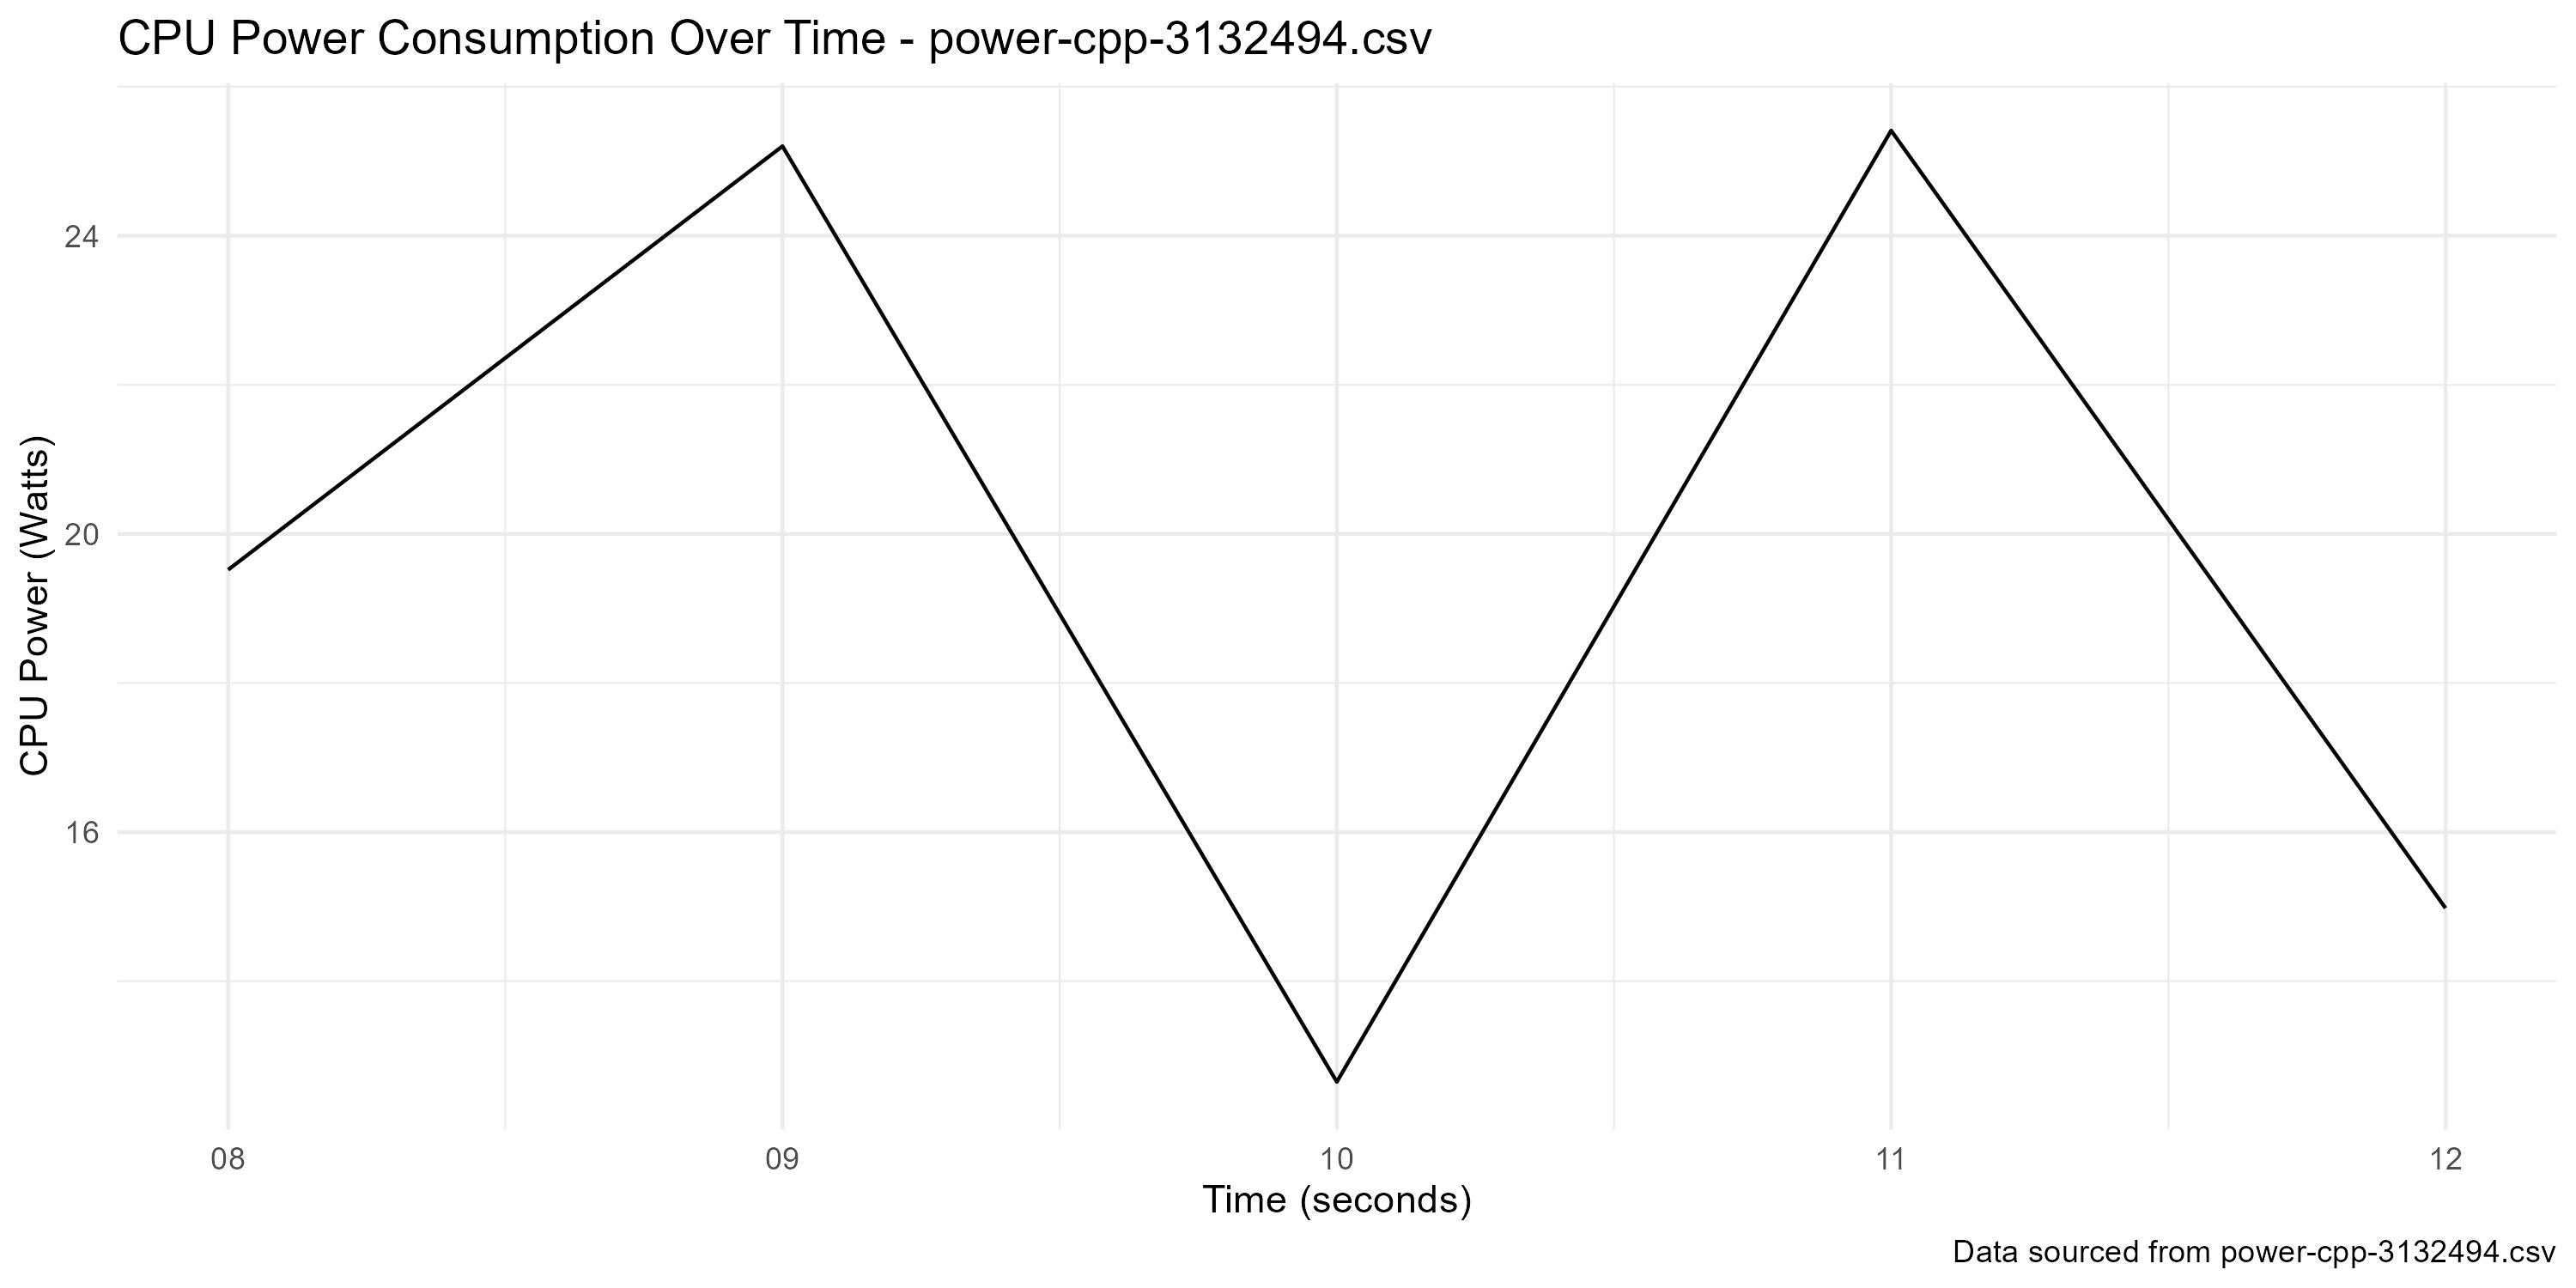 CPU Power Consumption Over Time - power-cpp-3132494.csv
CPU Power (Watts)
24
20
16
08 09 10 11 12
Time (seconds)
Data sourced from power-cpp-3132494.csv